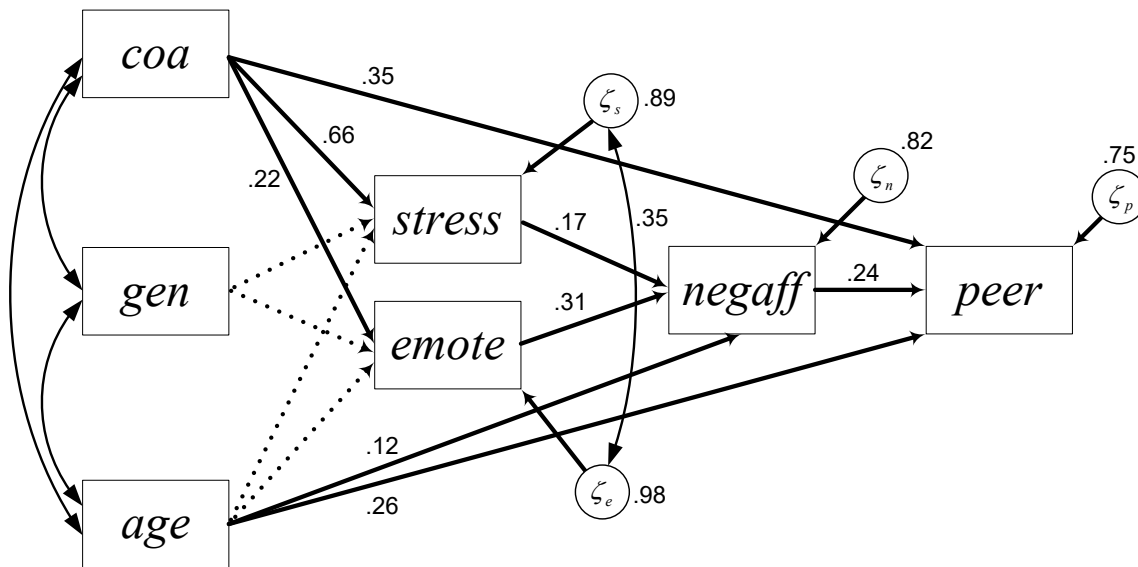 coa
.35
ζs
.89
.66
.82
.75
.22
ζn
ζp
stress
.17
.35
gen
negaff
.24
peer
.31
emote
.12
ζe
.98
.26
age